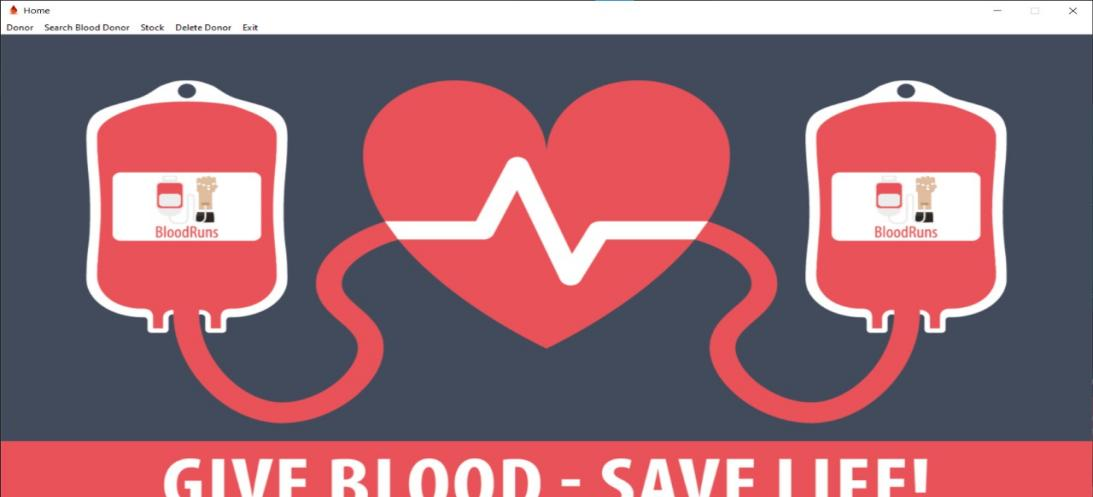 Home
Donor Search Blood Donor Stock Delete Donor Exit
BloodRuns
BloodRuns
GIVE BLOOD - SAVE LIFE!